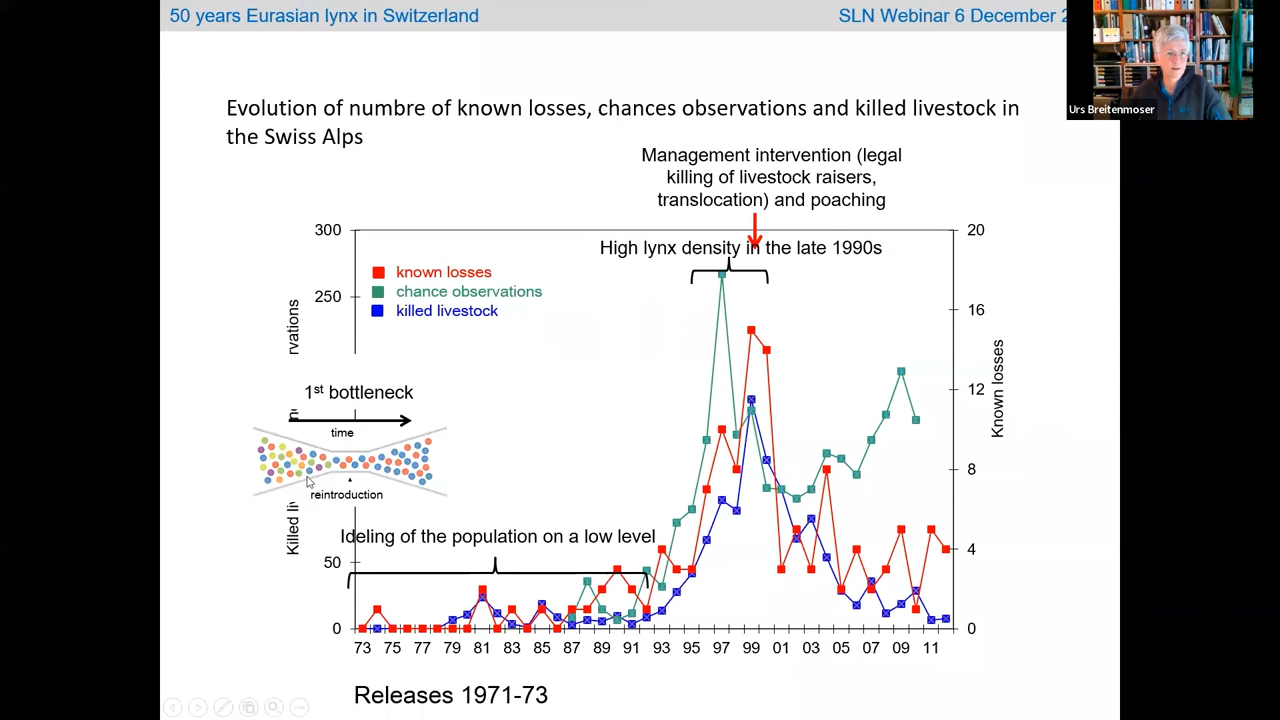 50 years Eurasian lynx in Switzerland
SLN Webinar 6 December
Urs Breitenmoser
Evolution of numbre of known losses, chances observations and killed livestock in
the Swiss Alps
Management intervention (legal
killing of livestock raisers,
translocation) and poaching
High lynx density in the late 1990s
known losses
chance observations
killed livestock
300
250
50
0
20
16
12
8
4
0
Known losses
Killed
1st bottleneck
time
reintroduction
Ideling of the population on a low level
73 75 77 79 81 83 85 87 89 91 93 95 97 99 01 03 05 07 09 11
Releases 1971-73